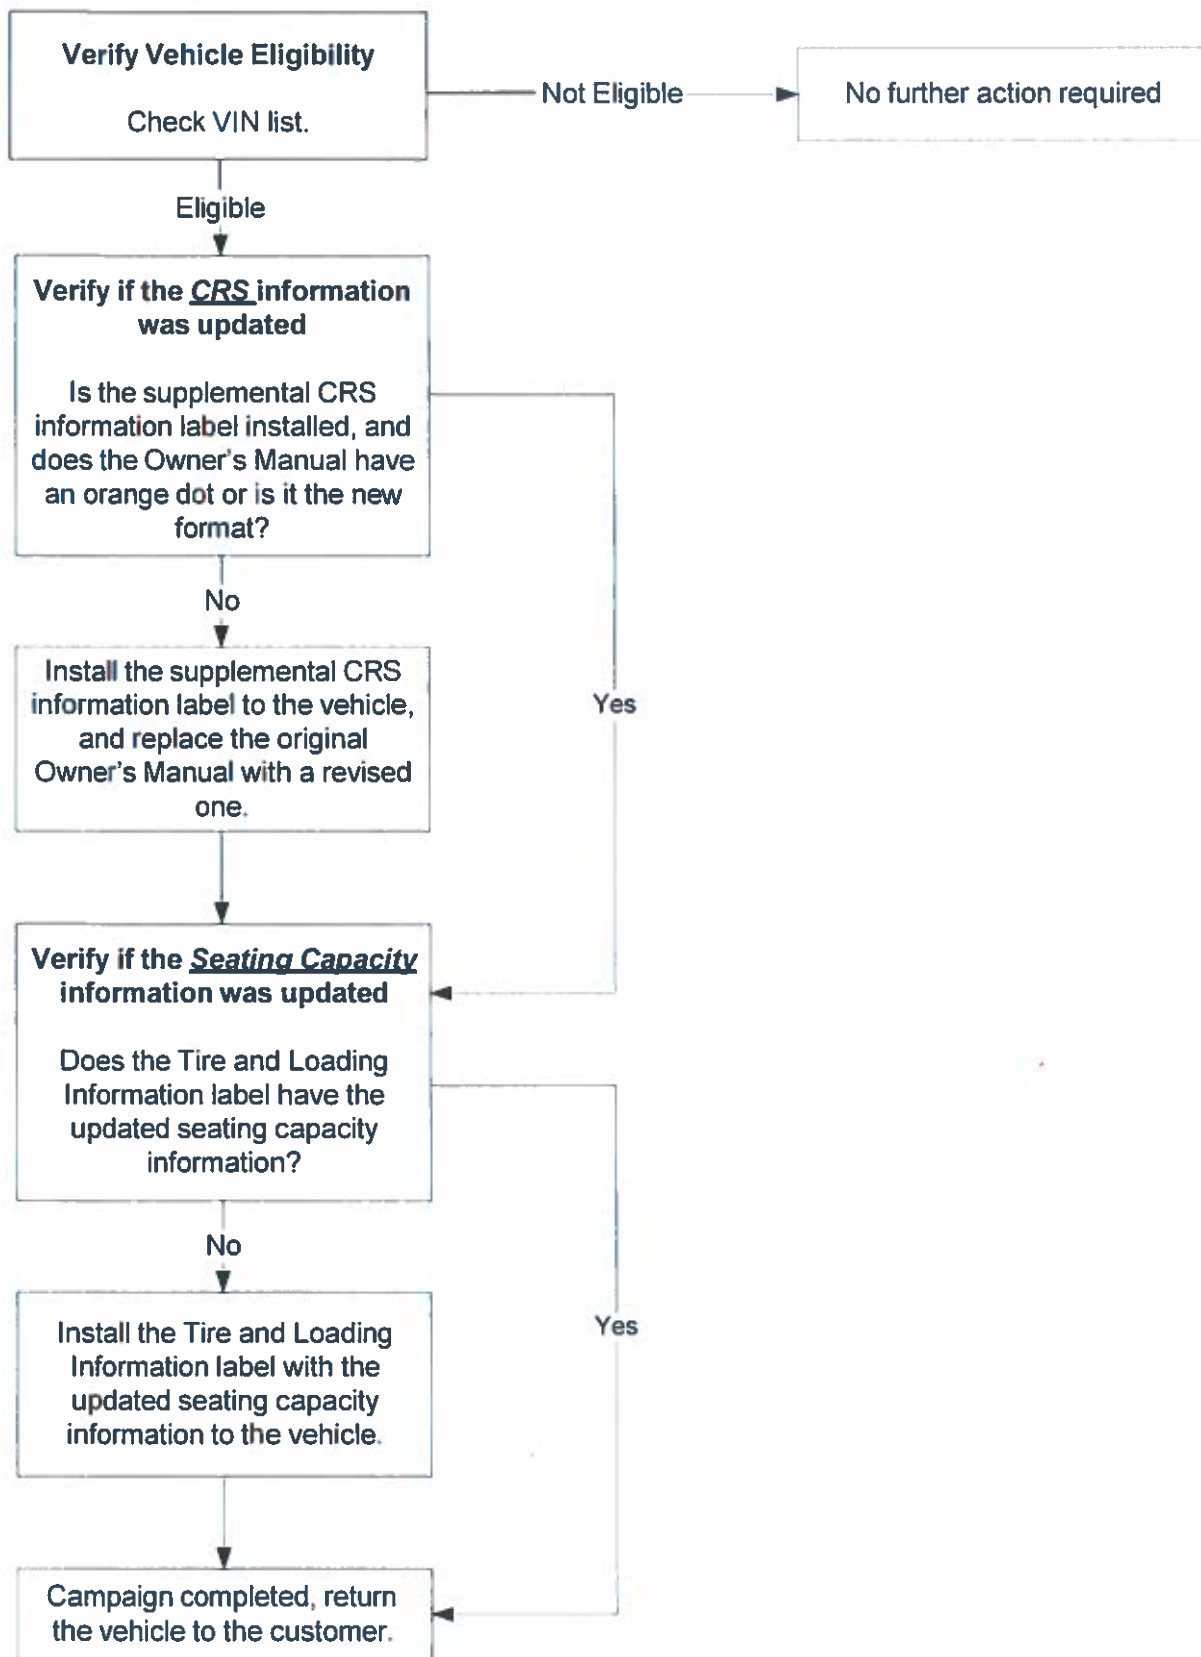 Verify Vehicle Eligibility
Check VIN list.
Not Eligible
No further action required
Eligible
Verify if the CRS information
was updated
Is the supplemental CRS
information label installed, and
does the Owner's Manual have
an orange dot or is it the new
format?
No
Install the supplemental CRS
information label to the vehicle,
and replace the original
Owner's Manual with a revised
one.
Yes
Verify if the Seating Capacity
information was updated
Does the Tire and Loading
Information label have the
updated seating capacity
information?
No
Install the Tire and Loading
Information label with the
updated seating capacity
information to the vehicle.
Yes
Campaign completed, return
the vehicle to the customer.